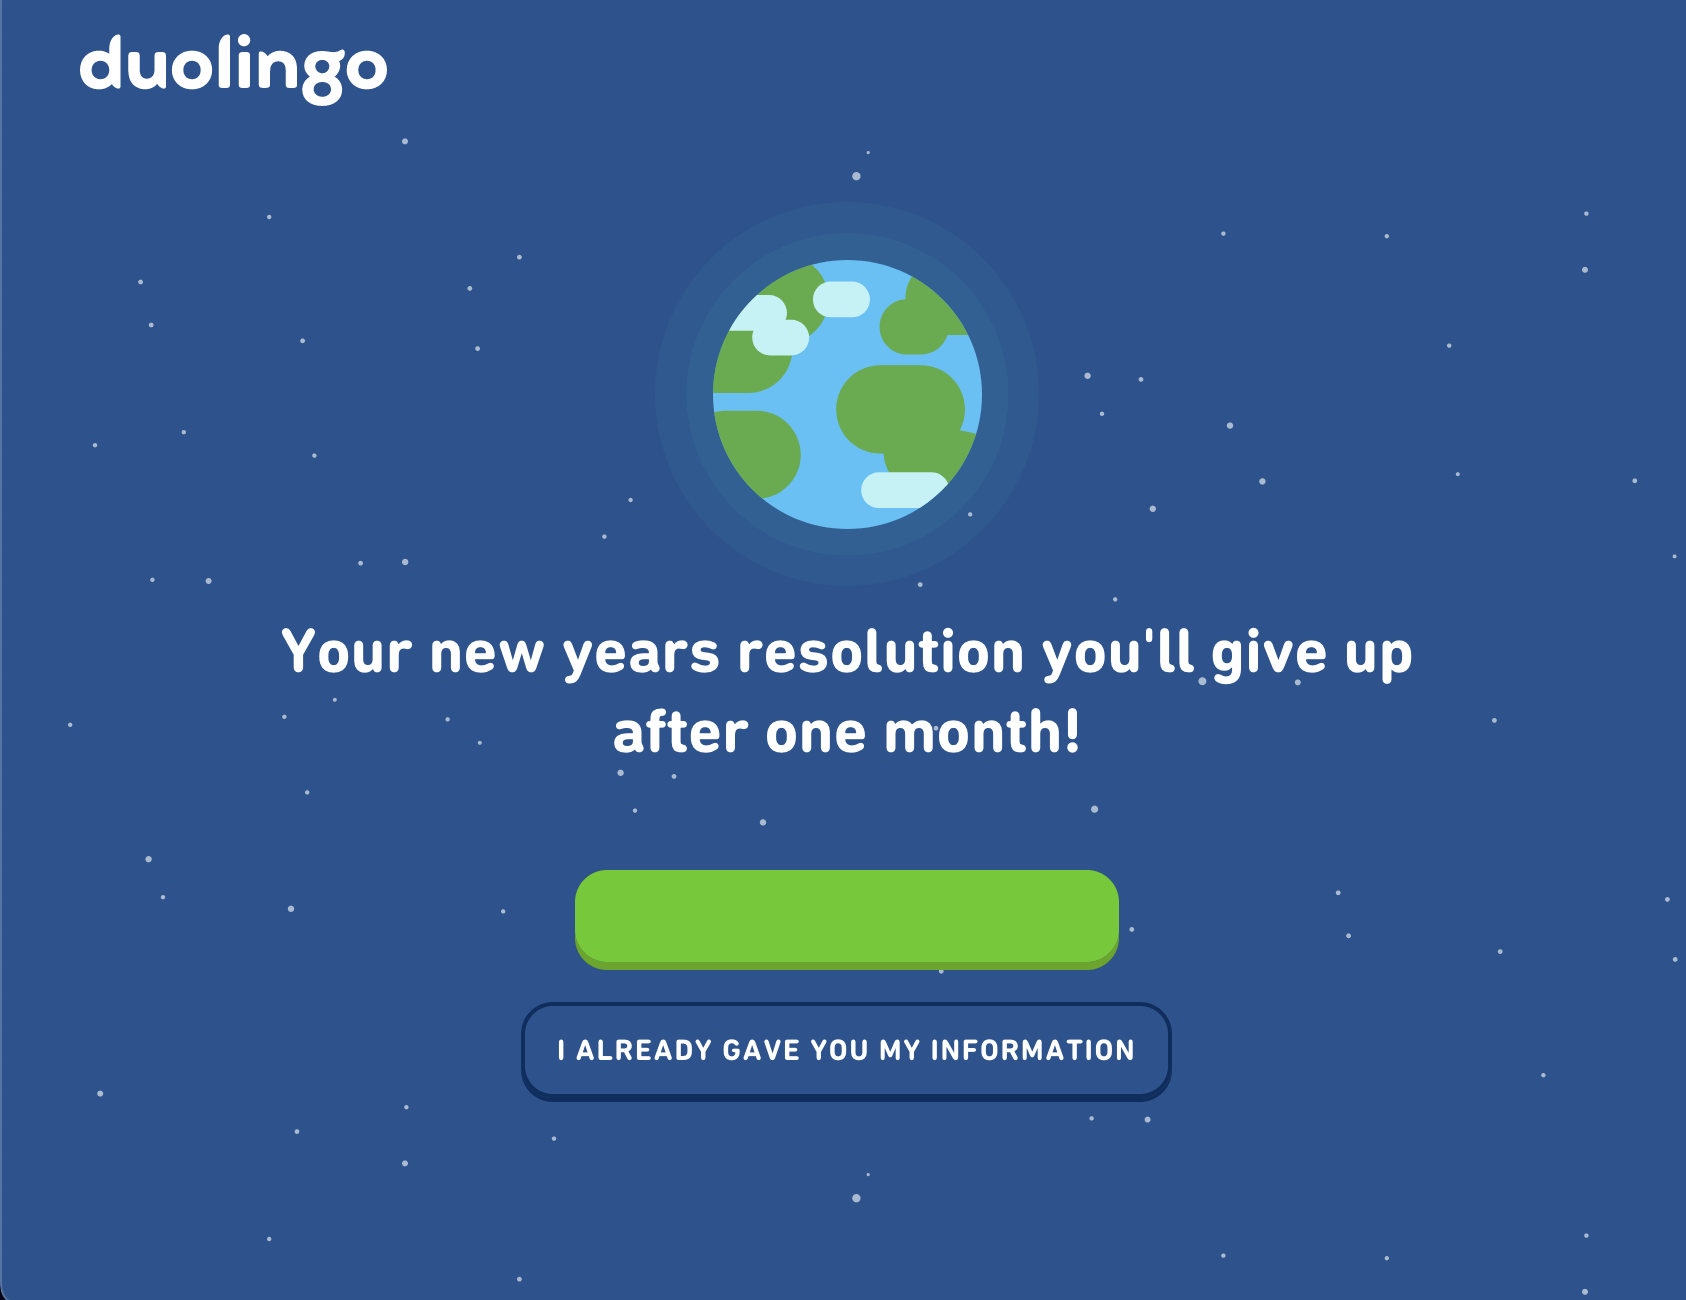 duolingo
Your new years resolution you'll give up
after one month!
I ALREADY GAVE YOU MY INFORMATION